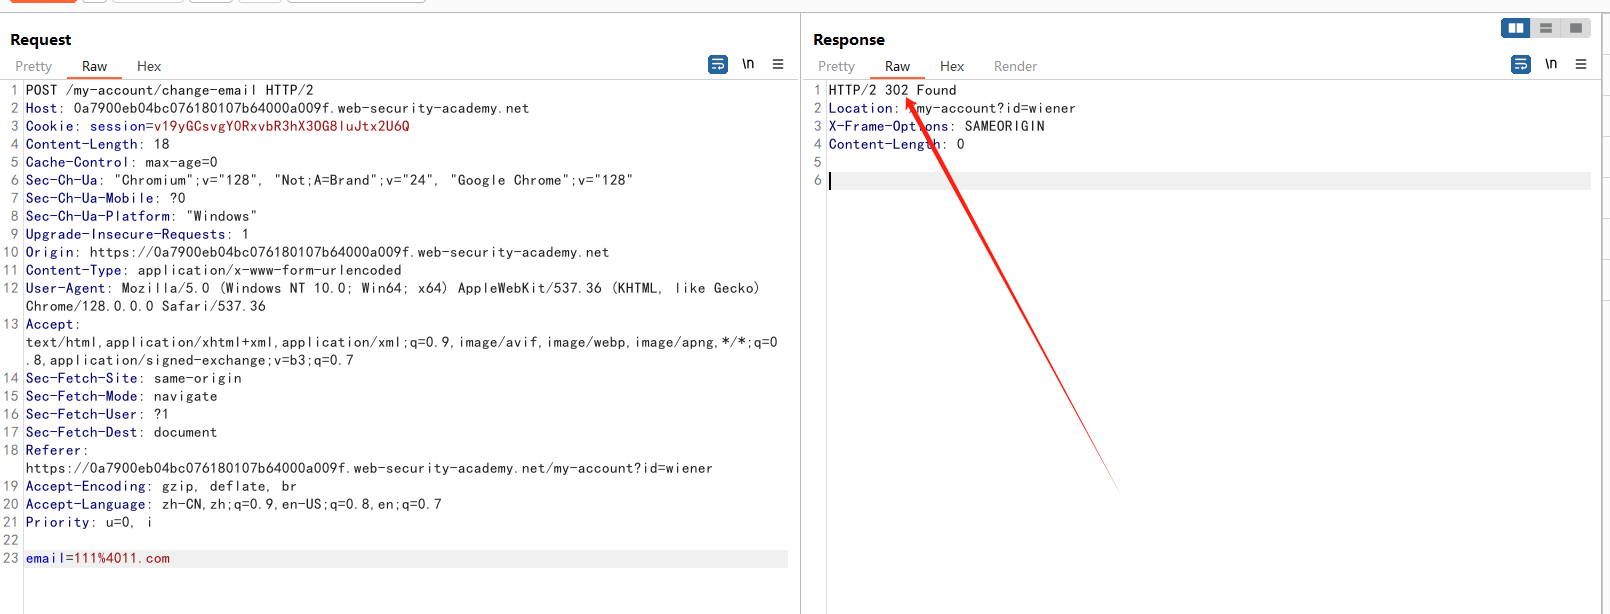 Request
Pretty Raw Hex \n
1 POST /my-account/change-email HTTP/2
2 Host: 0a7900eb04bc076180107b64000a009f.web-security-academy.net
3 Cookie: session=v19yGCsvgYORxvbR3hX3OG8luJtx2U6Q
4 Content-Length: 18
5 Cache-Control: max-age=0
6 Sec-Ch-Ua: "Chromium";v="128", "Not;A=Brand";v="24", "Google Chrome";v="128"
7 Sec-Ch-Ua-Mobile: ?0
8 Sec-Ch-Ua-Platform: "Windows"
9 Upgrade-Insecure-Requests: 1
10 Origin: https://0a7900eb04bc076180107b64000a009f.web-security-academy.net
11 Content-Type: application/x-www-form-urlencoded
12 User-Agent: Mozilla/5.0 (Windows NT 10.0; Win64; x64) AppleWebKit/537.36 (KHTML, like Gecko)
Chrome/128.0.0.0 Safari/537.36
13 Accept:
text/html,application/xhtml+xml,application/xml;q=0.9,image/avif,image/webp,image/apng,*/*;q=0
.8,application/signed-exchange;v=b3;q=0.7
14 Sec-Fetch-Site: same-origin
15 Sec-Fetch-Mode: navigate
16 Sec-Fetch-User: ?1
17 Sec-Fetch-Dest: document
18 Referer:
https://0a7900eb04bc076180107b64000a009f.web-security-academy.net/my-account?id=wiener
19 Accept-Encoding: gzip, deflate, br
20 Accept-Language: zh-CN,zh;q=0.9,en-US;q=0.8,en;q=0.7
21 Priority: u=0, i
22
23 email=111%4011.com
Response
Pretty Raw Hex Render \n
1 HTTP/2 302 Found
2 Location: /my-account?id=wiener
3 X-Frame-Options: SAMEORIGIN
4 Content-Length: 0
5
6